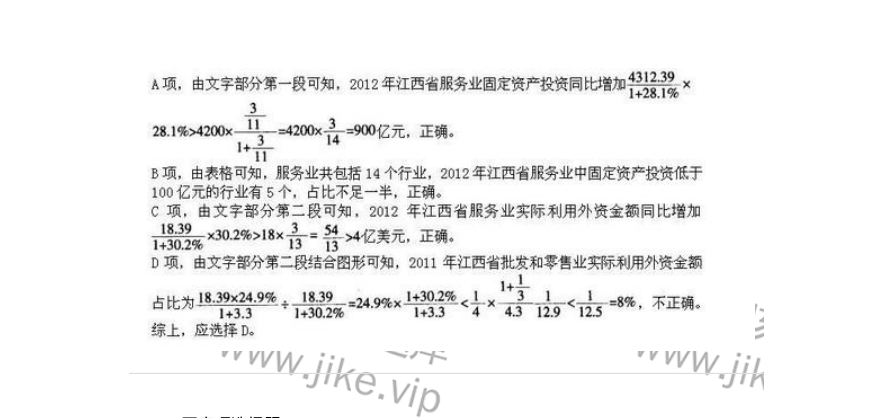 A项，由文字部分第一段可知，2012年江西省服务业固定资产投资同比增加4312.39/(1+28.1%)×
28.1%>4200×(3/11)/(1+3/11)=4200×3/14=900亿元，正确。
B项，由表格可知，服务业共包括14个行业，2012年江西省服务业中固定资产投资低于
100亿元的行业有5个，占比不足一半，正确。
C 项，由文字部分第二段可知，2012 年江西省服务业实际利用外资金额同比增加
18.39/(1+30.2%)×30.2%>18×3/13=54/13>4亿美元，正确。
D 项，由文字部分第二段结合图形可知，2011 年江西省批发和零售业实际利用外资金额
占比为(18.39×24.9%)/(1+3.3)÷18.39/(1+30.2%)=24.9%×(1+30.2%)/(1+3.3)<1/4×(1+1/3)/4.3 1/12.9<1/12.5=8%，不正确。
综上，应选择D。
www.jike.vip
www.jik